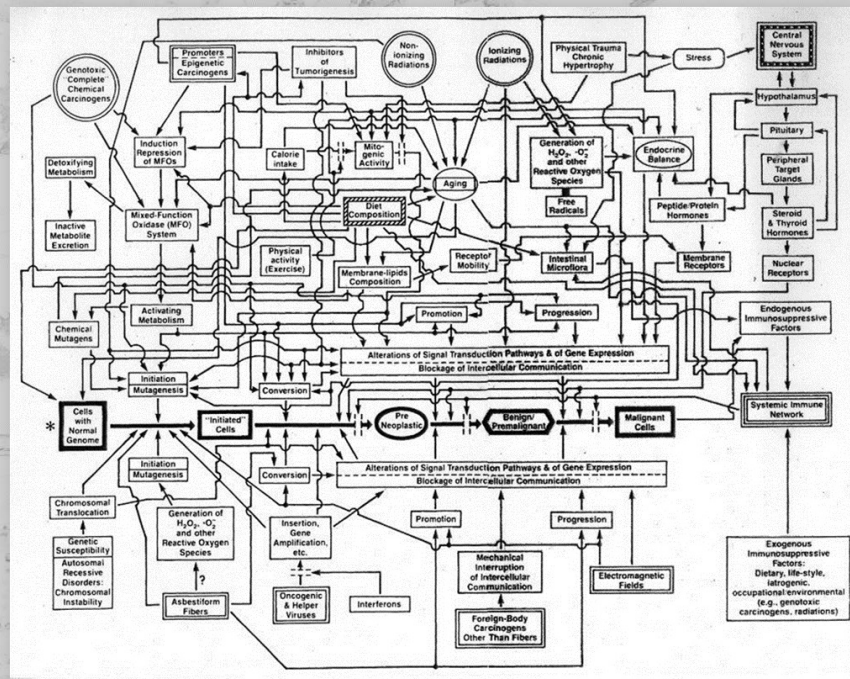 Genotoxic
"Complete"
Chemical
Carcinogens
Promoters
Epigenetic
Carcinogens
Inhibitors
of
Tumorigenesis
Non-
ionizing
Radiations
Ionizing
Radiations
Physical Trauma
Chronic
Hypertrophy
Stress
Central
Nervous
System
Hypothalamus
Pituitary
Peripheral
Target
Glands
Steroid
& Thyroid
Hormones
Nuclear
Receptors
Detoxifying
Metabolism
Induction
Repression
of MFOs
Calorie
intake
Mito-
genic
Activity
Aging
Generation of
H₂O₂, -O₂⁻
and other
Reactive Oxygen
Species
Free
Radicals
Endocrine
Balance
Peptide/Protein
Hormones
Membrane
Receptors
Inactive
Metabolite
Excretion
Mixed-Function
Oxidase (MFO)
System
Diet
Composition
Physical
activity
(Exercise)
Membrane-lipids
Composition
Receptor
Mobility
Intestinal
Microflora
Chemical
Mutagens
Activating
Metabolism
Promotion
Progression
Endogenous
Immunosuppressive
Factors
Initiation
Mutagenesis
Conversion
Alterations of Signal Transduction Pathways & of Gene Expression
Blockage of Intercellular Communication
*
Cells
with
Normal
Genome
"Initiated"
Cells
Pre
Neoplastic
Benign/
Premalignant
Malignant
Cells
Systemic Immune
Network
Initiation
Mutagenesis
Conversion
Alterations of Signal Transduction Pathways & of Gene Expression
Blockage of Intercellular Communication
Chromosomal
Translocation
Genetic
Susceptibility
Autosomal
Recessive
Disorders:
Chromosomal
Instability
Generation of
H₂O₂, -O₂⁻
and other
Reactive Oxygen
Species
?
Asbestiform
Fibers
Insertion,
Gene
Amplification,
etc.
Oncogenic
& Helper
Viruses
Interferons
Promotion
Progression
Mechanical
Interruption
of Intercellular
Communication
Foreign-Body
Carcinogens
Other Than Fibers
Electromagnetic
Fields
Exogenous
Immunosuppressive
Factors:
Dietary, life-style,
iatrogenic,
occupational/environmental
(e.g., genotoxic
carcinogens, radiations)